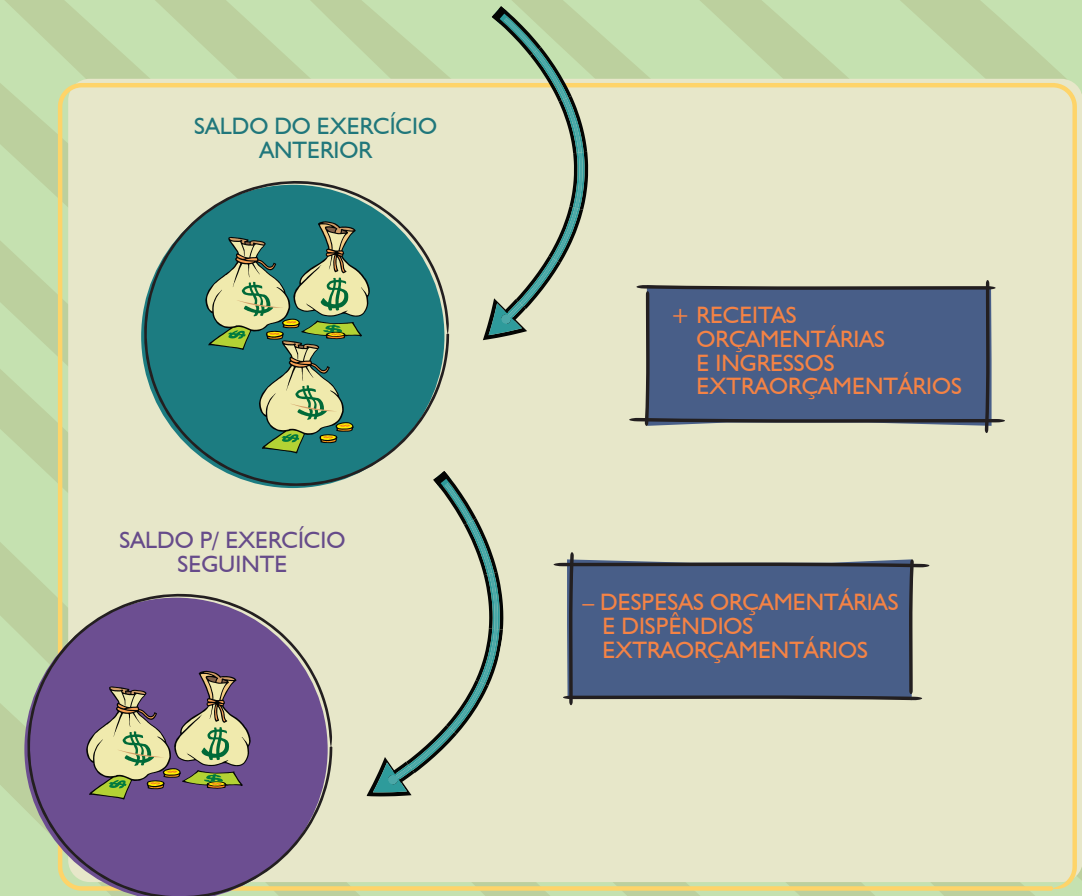 SALDO DO EXERCÍCIO
ANTERIOR
+ RECEITAS
ORÇAMENTÁRIAS
E INGRESSOS
EXTRAORÇAMENTÁRIOS
SALDO P/ EXERCÍCIO
SEGUINTE
– DESPESAS ORÇAMENTÁRIAS
E DISPÊNDIOS
EXTRAORÇAMENTÁRIOS